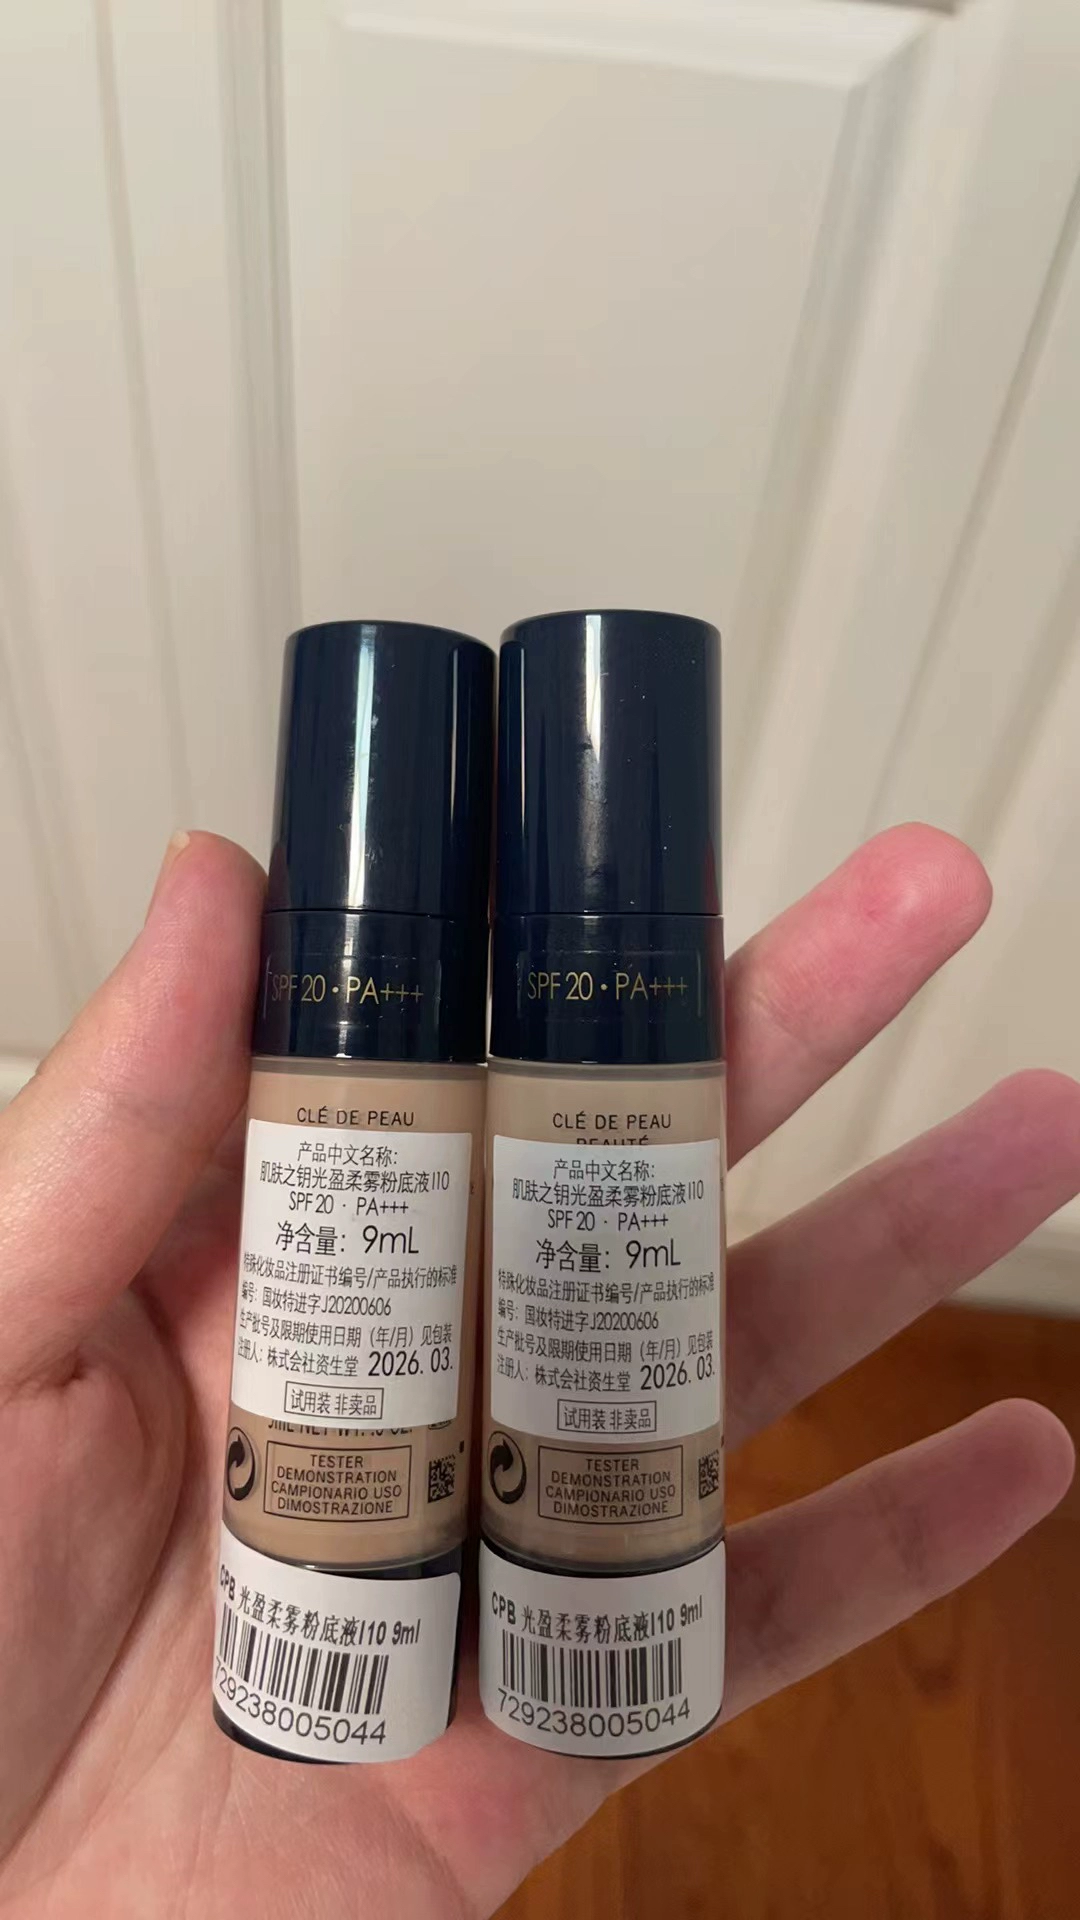 SPF 20 · PA+++
CLÉ DE PEAU
产品中文名称:
肌肤之钥光盈柔雾粉底液I10
SPF 20 · PA+++
净含量: 9mL
特殊化妆品注册证书编号/产品执行的标准
编号: 国妆特进字J20200606
生产批号及限期使用日期（年/月）见包装
注册人: 株式会社资生堂 2026. 03.
试用装 非卖品
TESTER
DEMONSTRATION
CAMPIONARIO USO
DIMOSTRAZIONE
CPB 光盈柔雾粉底液I10 9ml
729238005044
SPF 20 · PA+++
CLÉ DE PEAU
BEAUTÉ
产品中文名称:
肌肤之钥光盈柔雾粉底液I10
SPF 20 · PA+++
净含量: 9mL
特殊化妆品注册证书编号/产品执行的标准
编号: 国妆特进字J20200606
生产批号及限期使用日期（年/月）见包装
注册人: 株式会社资生堂 2026. 03.
试用装 非卖品
TESTER
DEMONSTRATION
CAMPIONARIO USO
DIMOSTRAZIONE
CPB 光盈柔雾粉底液I10 9ml
729238005044